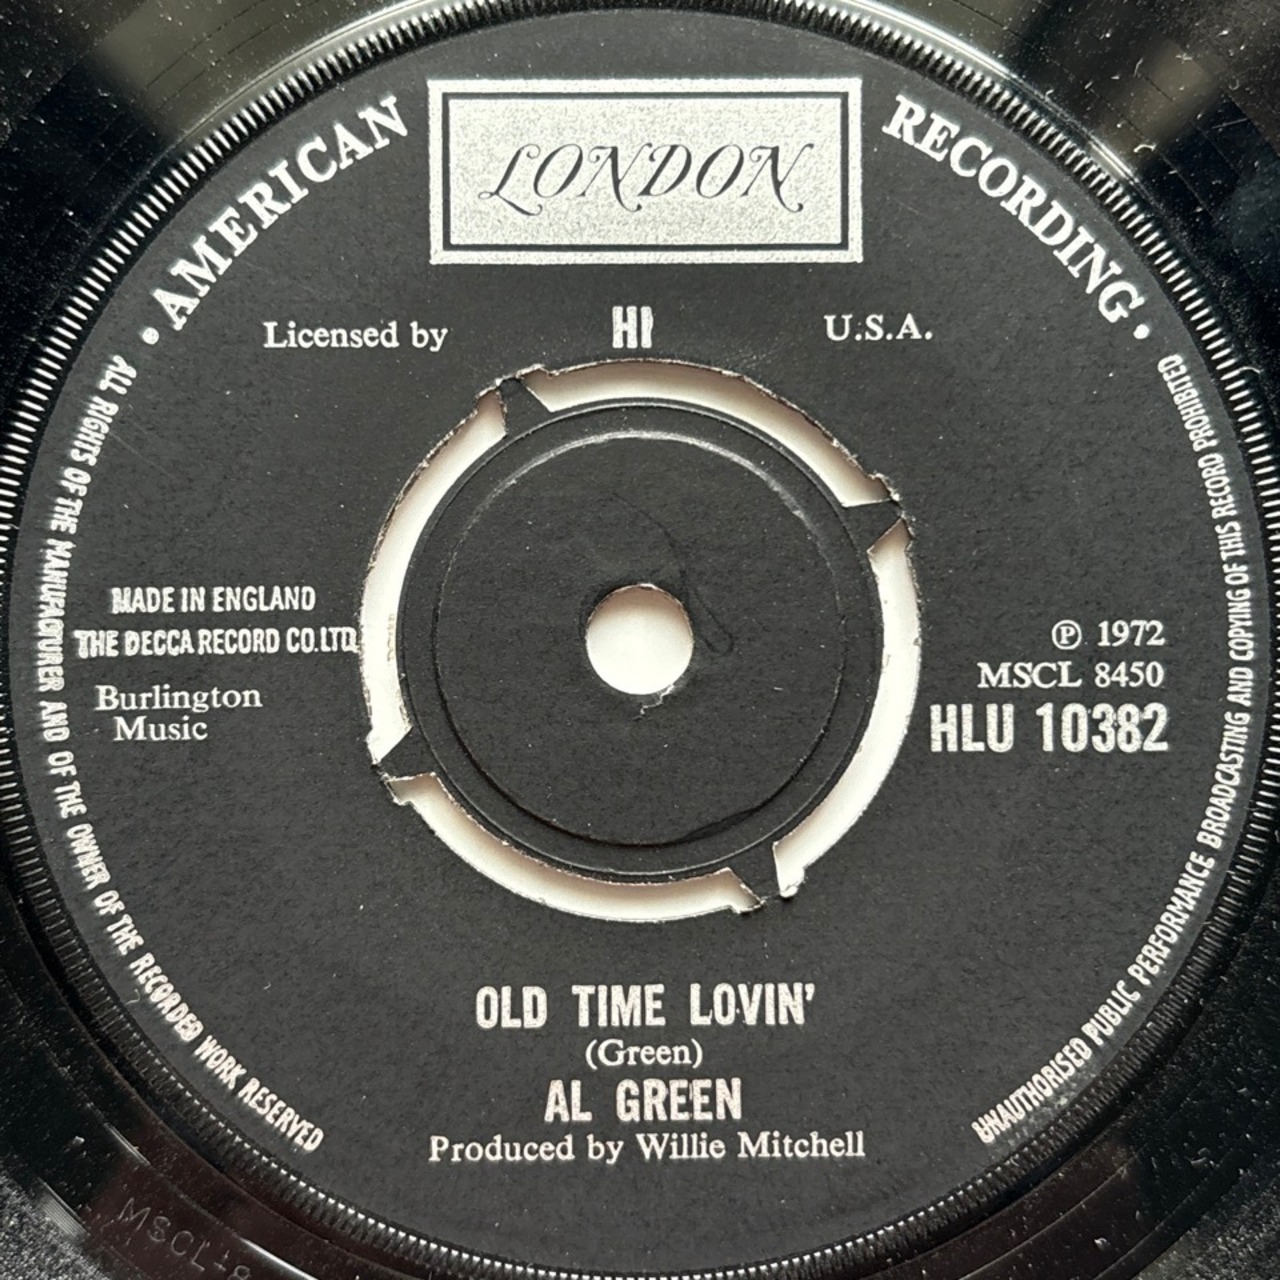 AMERICAN RECORDING
LONDON
Licensed by HI U.S.A.
MADE IN ENGLAND
THE DECCA RECORD CO.LTD.
Burlington
Music
℗ 1972
MSCL 8450
HLU 10382
OLD TIME LOVIN'
(Green)
AL GREEN
Produced by Willie Mitchell
ALL RIGHTS OF THE MANUFACTURER AND OF THE OWNER OF THE RECORDED WORK RESERVED
UNAUTHORISED PUBLIC PERFORMANCE BROADCASTING AND COPYING OF THIS RECORD PROHIBITED